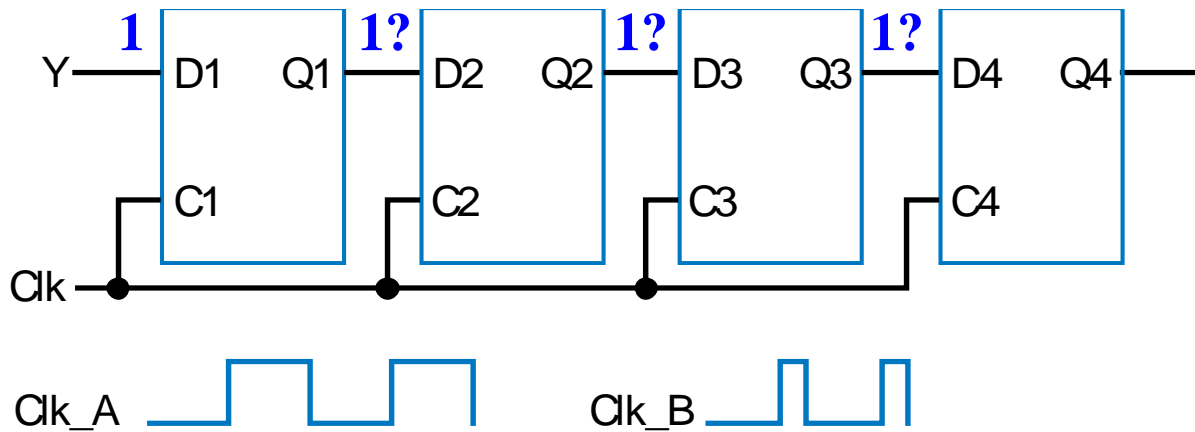 1 1? 1? 1?
Y D1 Q1 D2 Q2 D3 Q3 D4 Q4
C1 C2 C3 C4
Clk
Clk_A Clk_B